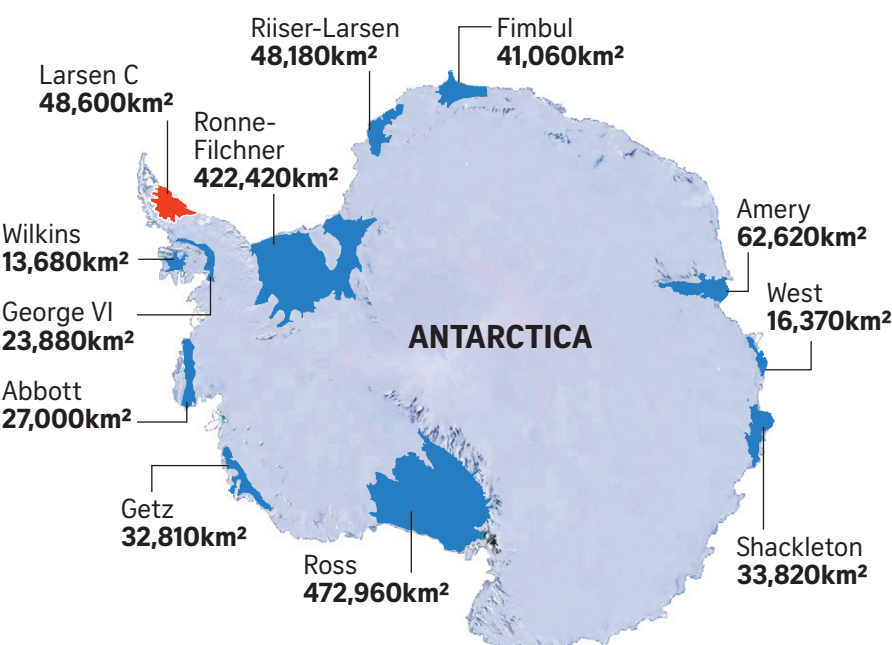 Riiser-Larsen
48,180km²
Fimbul
41,060km²
Larsen C
48,600km²
Ronne-
Filchner
422,420km²
Amery
62,620km²
Wilkins
13,680km²
West
16,370km²
George VI
23,880km²
ANTARCTICA
Abbott
27,000km²
Getz
32,810km²
Ross
472,960km²
Shackleton
33,820km²